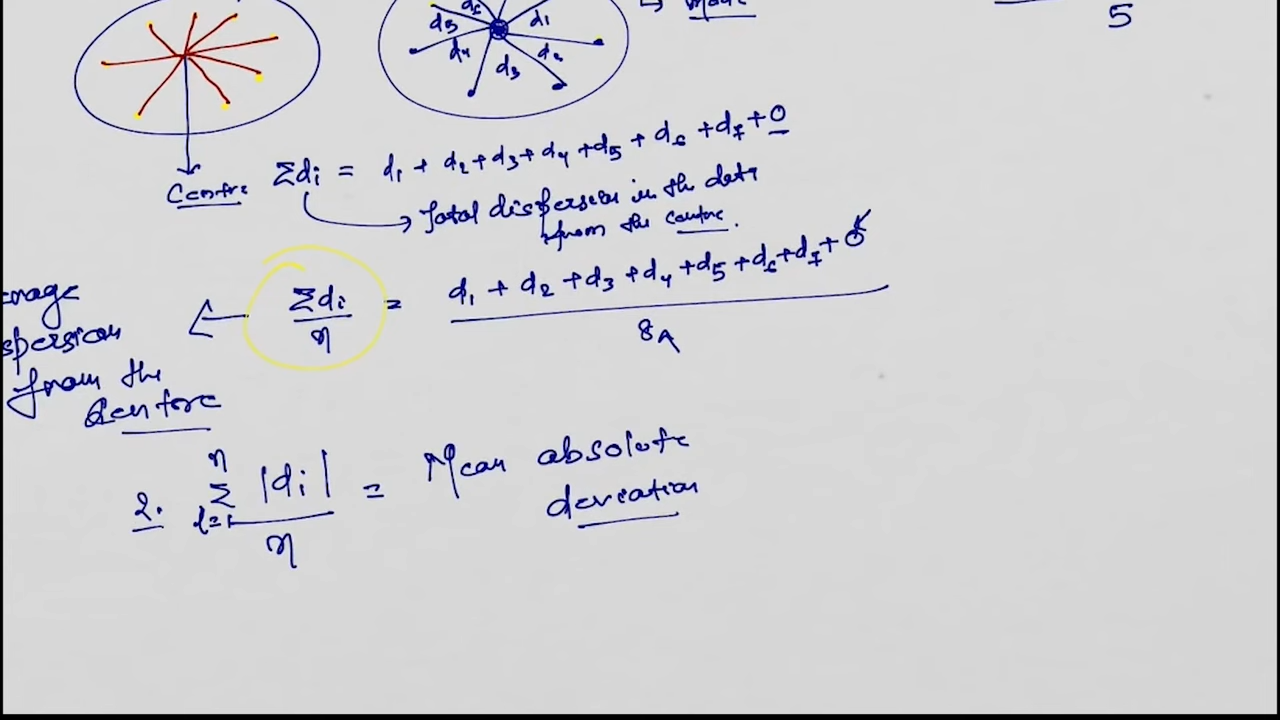 d5 d6 d1
d4 d3 d2
5
Centre Σdi = d1 + d2 + d3 + d4 + d5 + d6 + d7 + 0
Total dispersion in the data
from the centre.
Σdi/n = d1 + d2 + d3 + d4 + d5 + d6 + d7 + 0
8
from the
Centre
2. n Σ i=1 |di| / n = Mean absolute
deviation